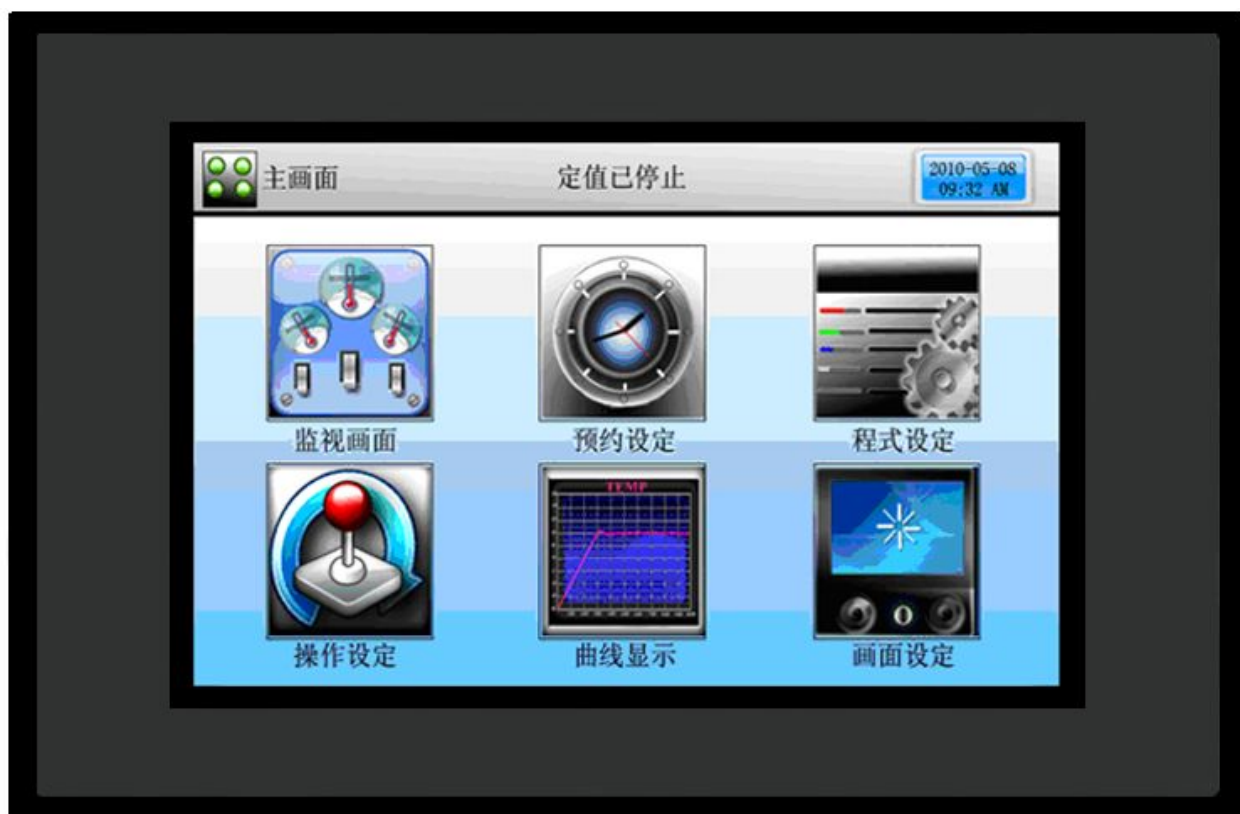 主画面
定值已停止
2010-05-08
09:32 AM
监视画面
预约设定
程式设定
TEMP
操作设定
曲线显示
画面设定